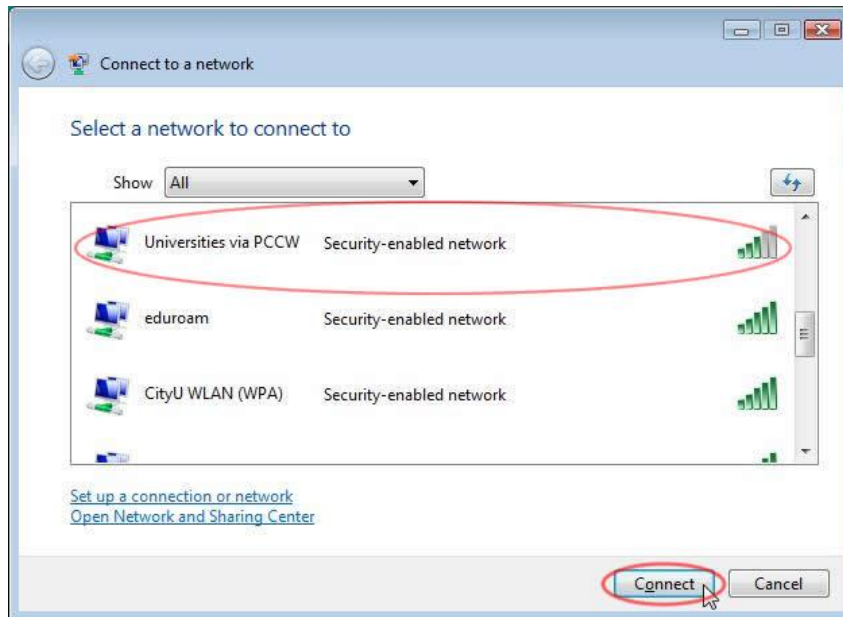 Connect to a network
Select a network to connect to
Show All
Universities via PCCW Security-enabled network
eduroam Security-enabled network
CityU WLAN (WPA) Security-enabled network
Set up a connection or network
Open Network and Sharing Center
Connect Cancel